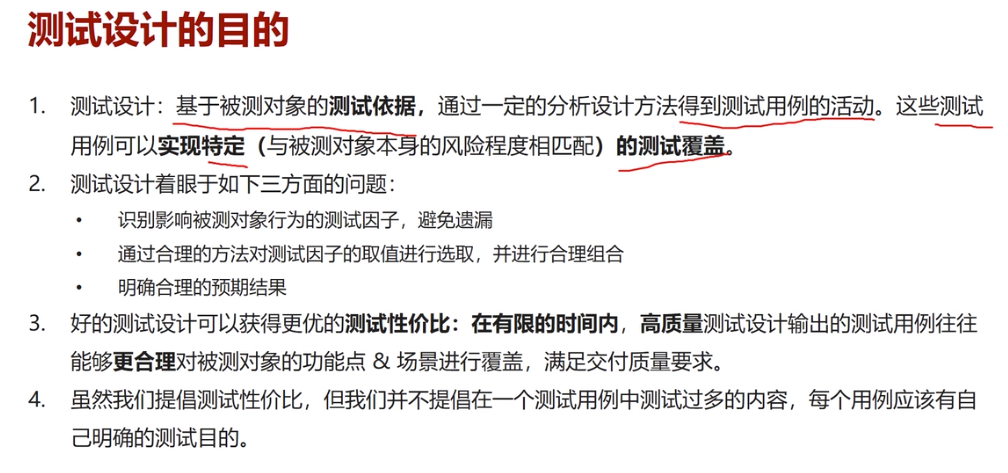 测试设计的目的
1. 测试设计：基于被测对象的测试依据，通过一定的分析设计方法得到测试用例的活动。这些测试
用例可以实现特定（与被测对象本身的风险程度相匹配）的测试覆盖。
2. 测试设计着眼于如下三方面的问题：
• 识别影响被测对象行为的测试因子，避免遗漏
• 通过合理的方法对测试因子的取值进行选取，并进行合理组合
• 明确合理的预期结果
3. 好的测试设计可以获得更优的测试性价比：在有限的时间内，高质量测试设计输出的测试用例往往
能够更合理对被测对象的功能点 & 场景进行覆盖，满足交付质量要求。
4. 虽然我们提倡测试性价比，但我们并不提倡在一个测试用例中测试过多的内容，每个用例应该有自
己明确的测试目的。